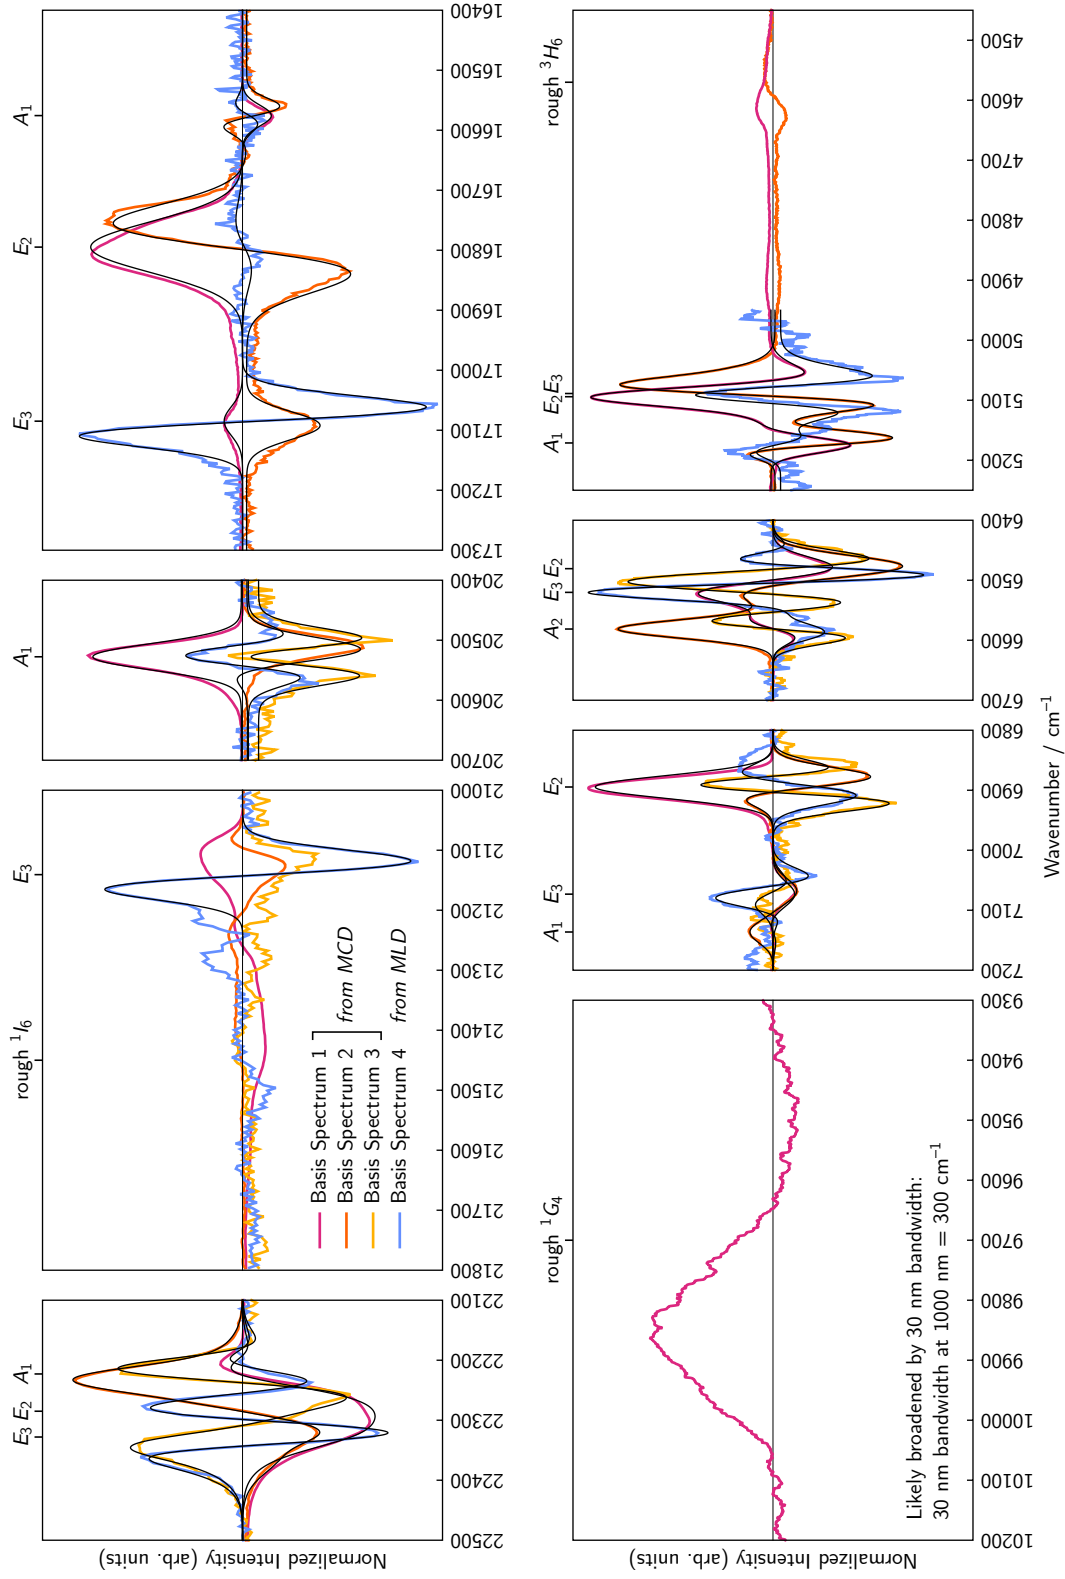 Normalized Intensity (arb. units)
E3 E2 A1
22500 22400 22300 22200 22100
rough ¹I6 E3
Basis Spectrum 1
Basis Spectrum 2
Basis Spectrum 3
Basis Spectrum 4
from MCD
from MLD
21800 21700 21600 21500 21400 21300 21200 21100 21000
A1
20700 20600 20500 20400
E3 E2 A1
17300 17200 17100 17000 16900 16800 16700 16600 16500 16400
Normalized Intensity (arb. units)
rough ¹G4
Likely broadened by 30 nm bandwidth:
30 nm bandwidth at 1000 nm = 300 cm⁻¹
10200 10100 10000 9900 9800 9700 9600 9500 9400 9300
A1 E3 E2
7200 7100 7000 6900 6800
A2 E3 E2
6700 6600 6500 6400
A1 E2E3 rough ³H6
5200 5100 5000 4900 4800 4700 4600 4500
Wavenumber / cm⁻¹